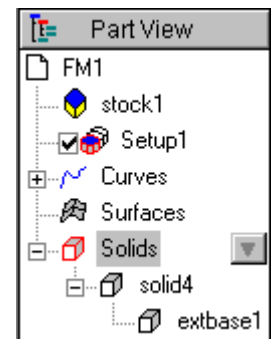 Part View
FM1
stock1
Setup1
Curves
Surfaces
Solids
solid4
extbase1